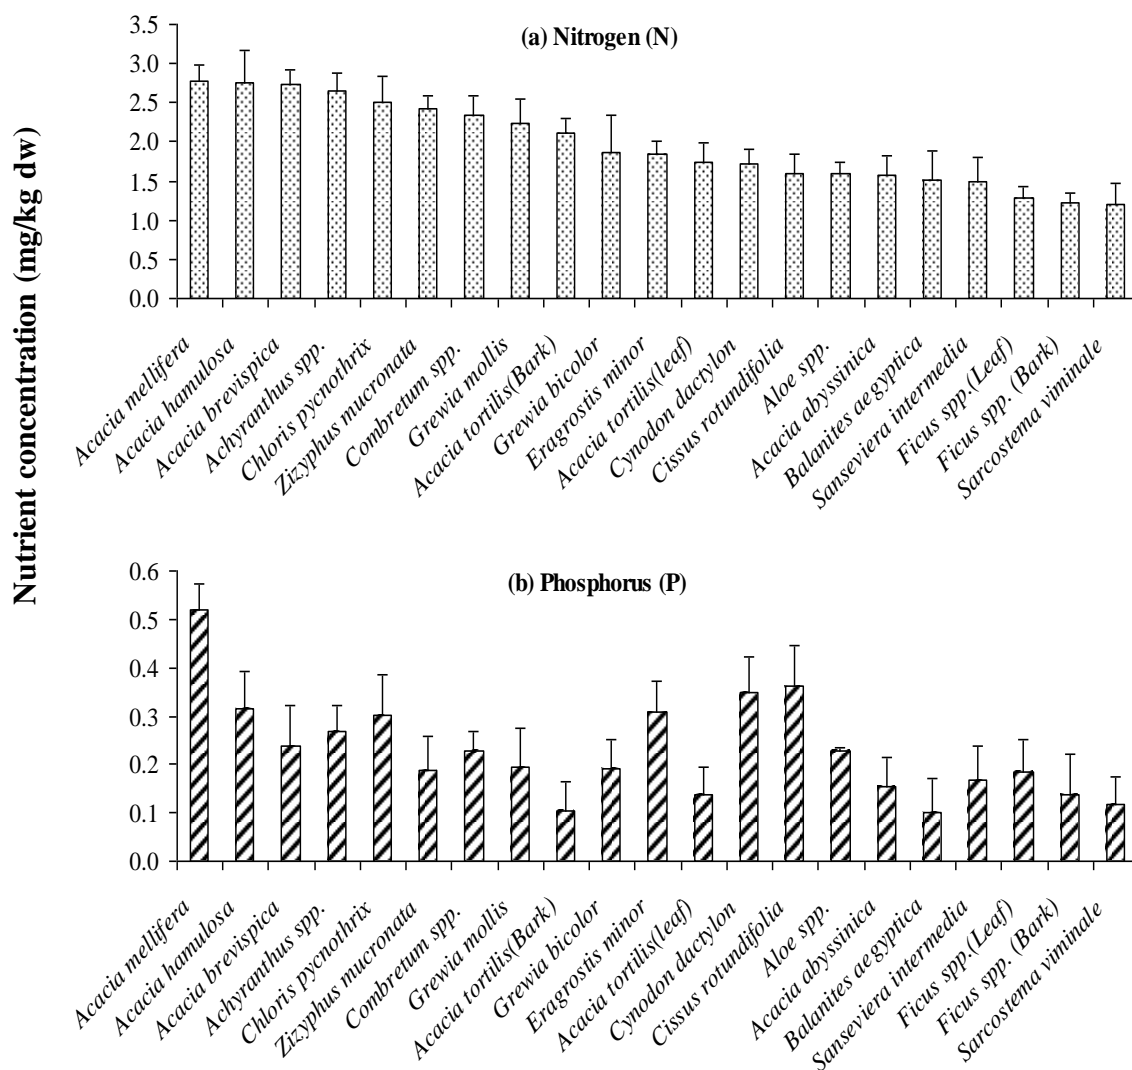 Nutrient concentration (mg/kg dw)
(a) Nitrogen (N)
3.5
3.0
2.5
2.0
1.5
1.0
0.5
0.0
Acacia mellifera
Acacia hamulosa
Acacia brevispica
Achyranthus spp.
Chloris pycnothrix
Zizyphus mucronata
Combretum spp.
Grewia mollis
Acacia tortilis(Bark)
Grewia bicolor
Eragrostis minor
Acacia tortilis(leaf)
Cynodon dactylon
Cissus rotundifolia
Aloe spp.
Acacia abyssinica
Balanites aegyptica
Sanseviera intermedia
Ficus spp.(Leaf)
Ficus spp. (Bark)
Sarcostema viminale
(b) Phosphorus (P)
0.6
0.5
0.4
0.3
0.2
0.1
0.0
Acacia mellifera
Acacia hamulosa
Acacia brevispica
Achyranthus spp.
Chloris pycnothrix
Zizyphus mucronata
Combretum spp.
Grewia mollis
Acacia tortilis(Bark)
Grewia bicolor
Eragrostis minor
Acacia tortilis(leaf)
Cynodon dactylon
Cissus rotundifolia
Aloe spp.
Acacia abyssinica
Balanites aegyptica
Sanseviera intermedia
Ficus spp.(Leaf)
Ficus spp. (Bark)
Sarcostema viminale